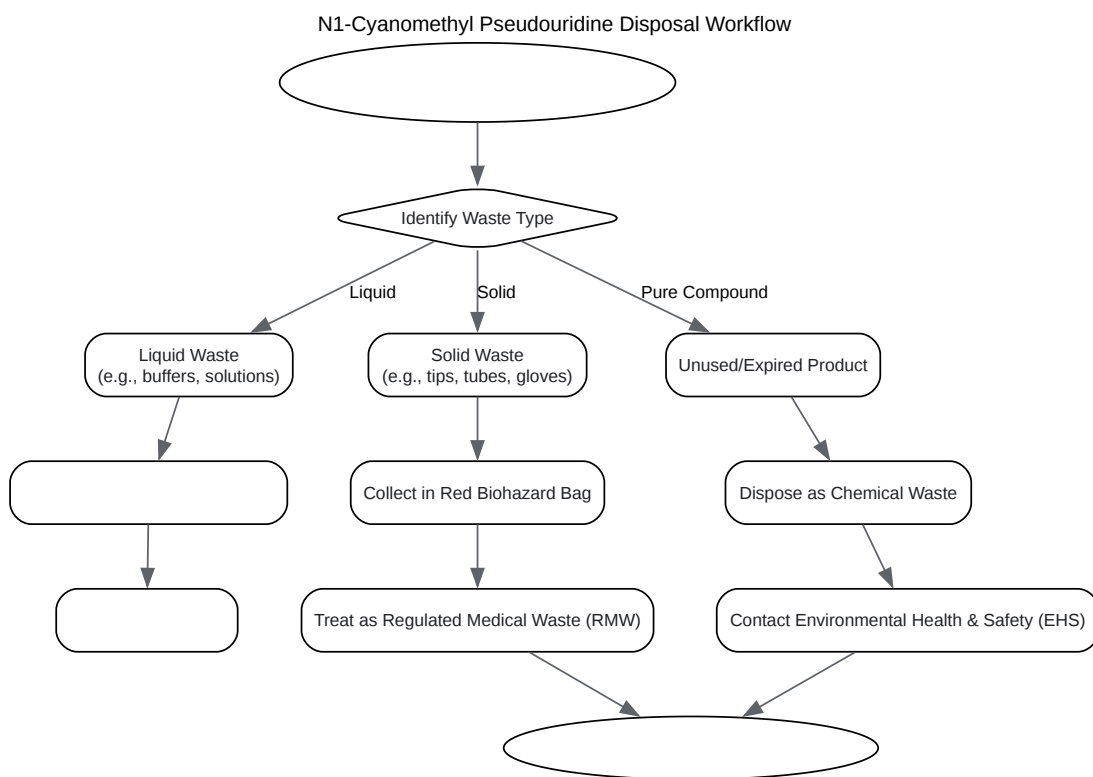 N1-Cyanomethyl Pseudouridine Disposal Workflow
Identify Waste Type
Liquid
Solid
Pure Compound
Liquid Waste
(e.g., buffers, solutions)
Solid Waste
(e.g., tips, tubes, gloves)
Unused/Expired Product
Collect in Red Biohazard Bag
Dispose as Chemical Waste
Treat as Regulated Medical Waste (RMW)
Contact Environmental Health & Safety (EHS)